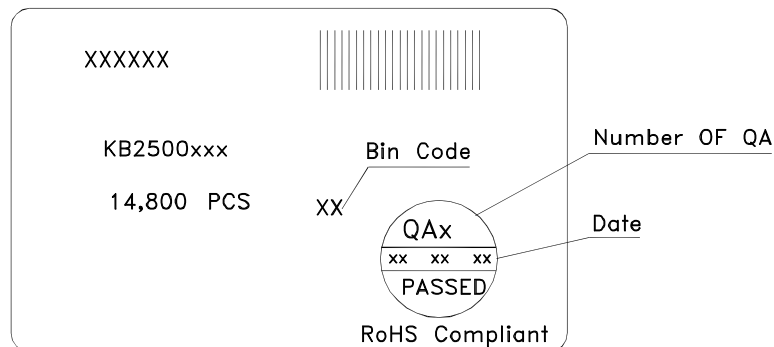 XXXXXX
KB2500xxx
Bin Code
Number OF QA
14,800 PCS
XX
QAx
Date
xx xx xx
PASSED
RoHS Compliant